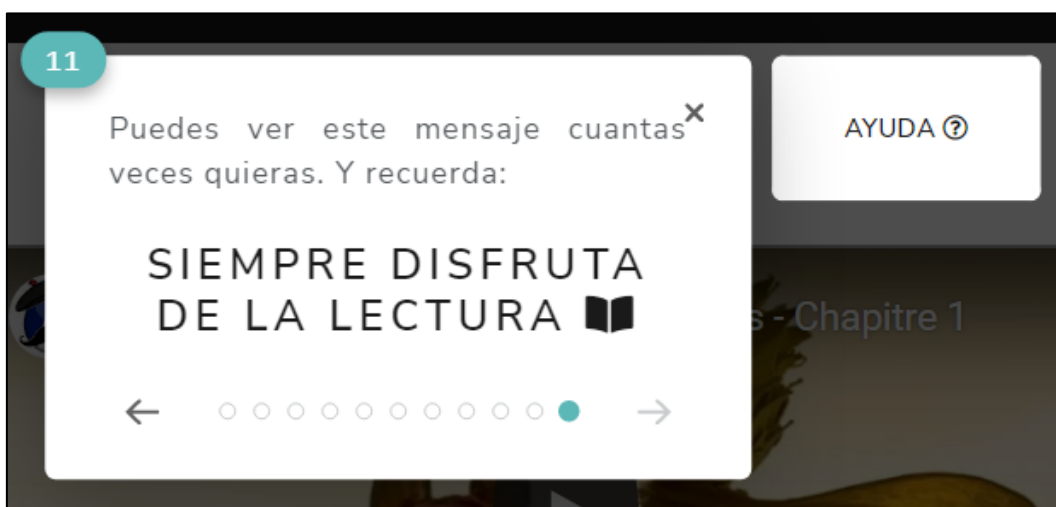 11
Puedes ver este mensaje cuantas
veces quieras. Y recuerda:
AYUDA
SIEMPRE DISFRUTA
DE LA LECTURA
s - Chapitre 1